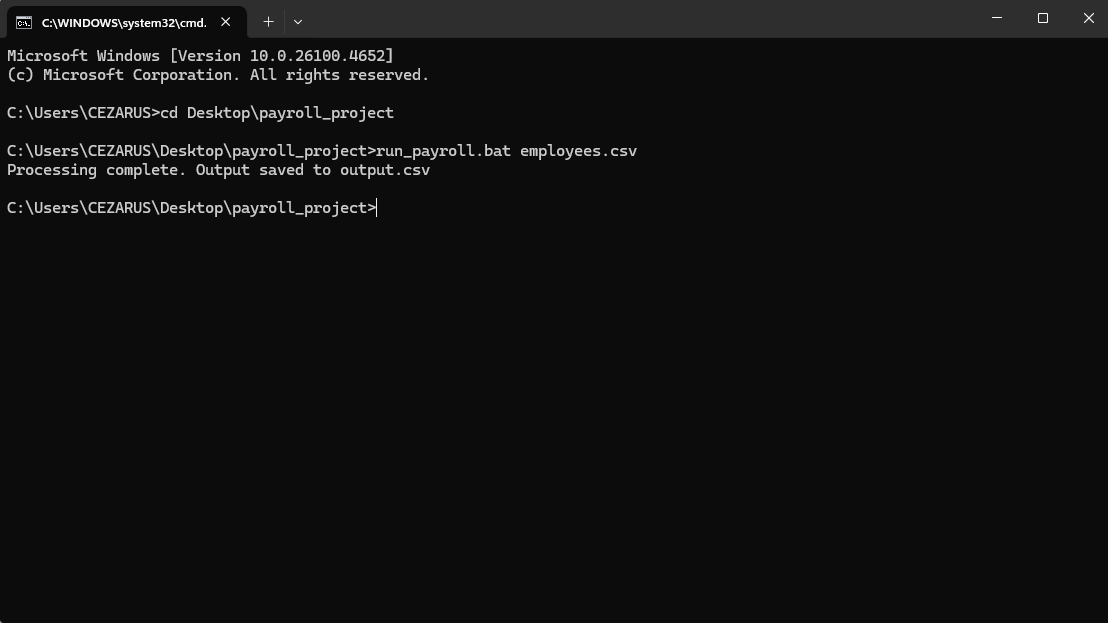 C:\WINDOWS\system32\cmd.
Microsoft Windows [Version 10.0.26100.4652]
(c) Microsoft Corporation. All rights reserved.
C:\Users\CEZARUS>cd Desktop\payroll_project
C:\Users\CEZARUS\Desktop\payroll_project>run_payroll.bat employees.csv
Processing complete. Output saved to output.csv
C:\Users\CEZARUS\Desktop\payroll_project>